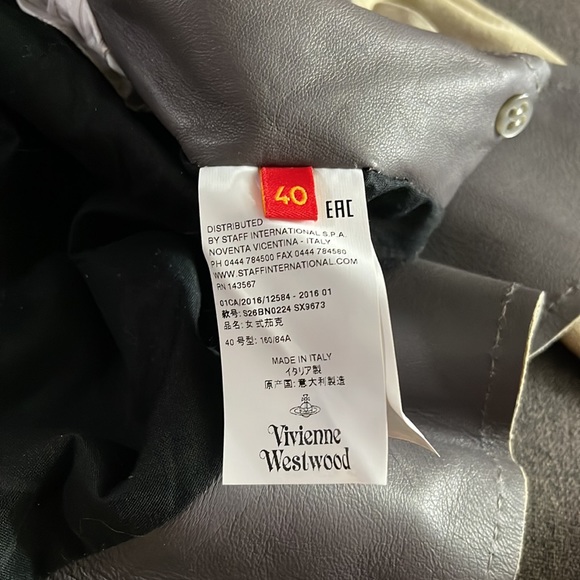 40
EAC
DISTRIBUTED
BY STAFF INTERNATIONAL S.P.A.
NOVENTA VICENTINA - ITALY
PH 0444 784500 FAX 0444 784580
WWW.STAFFINTERNATIONAL.COM
RN 143567
01CA/2016/12584 - 2016 01
款号: S26BN0224 SX9673
品名: 女式茄克
40 号型: 160/84A
MADE IN ITALY
イタリア製
原产国: 意大利製造
Vivienne
Westwood